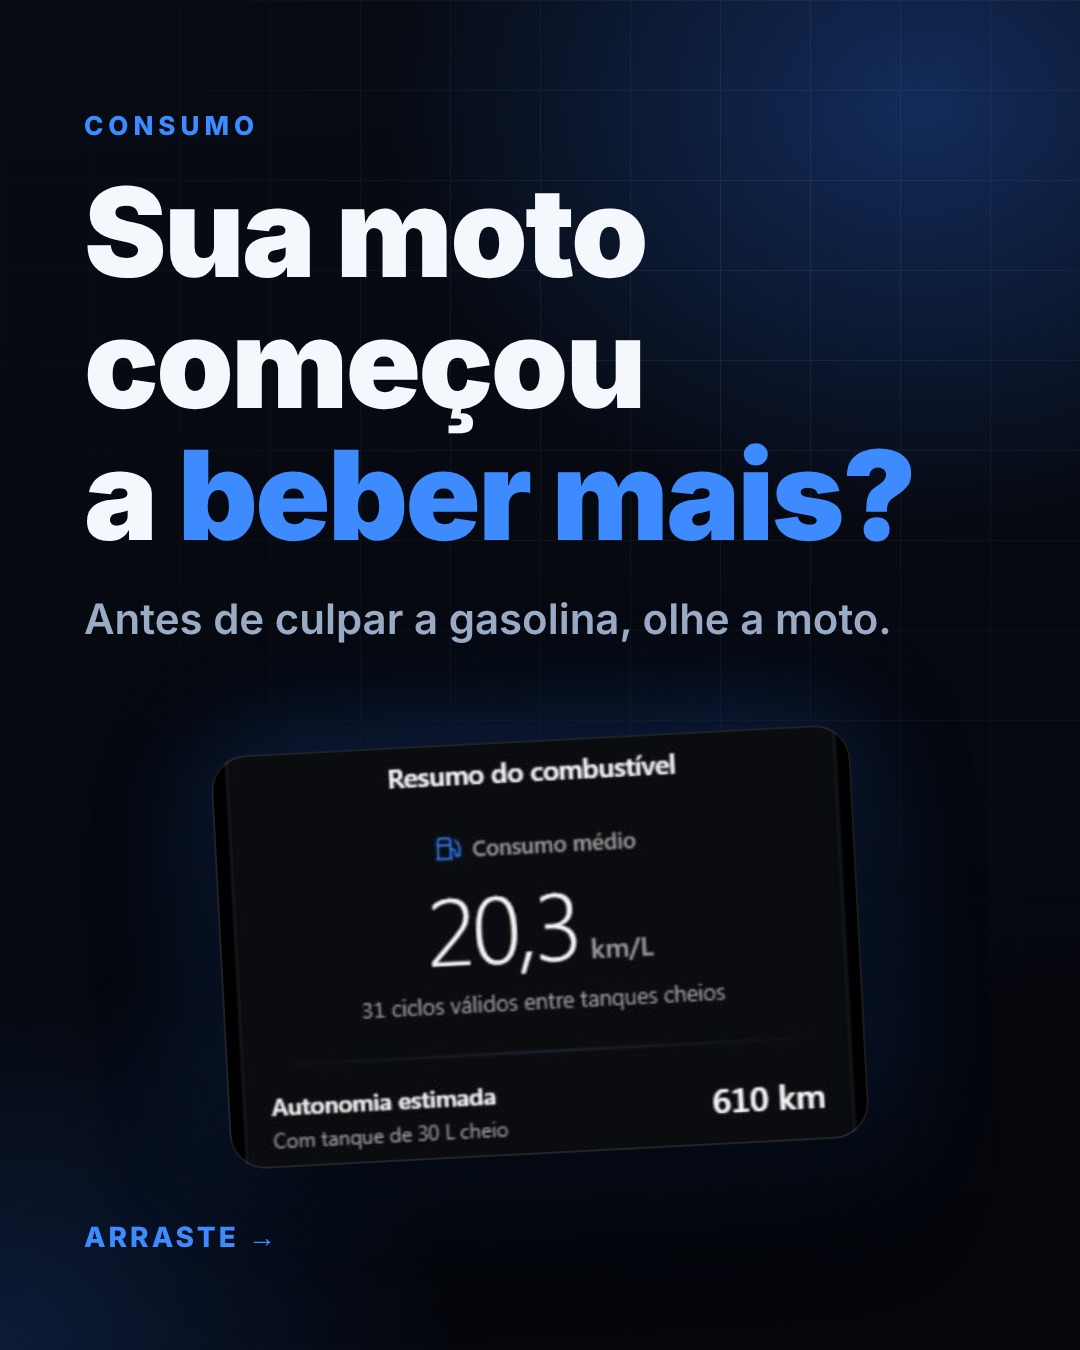 CONSUMO
Sua moto
começou
a beber mais?
Antes de culpar a gasolina, olhe a moto.
Resumo do combustível
Consumo médio
20,3 km/L
31 ciclos válidos entre tanques cheios
Autonomia estimada
610 km
Com tanque de 30 L cheio
ARRASTE →